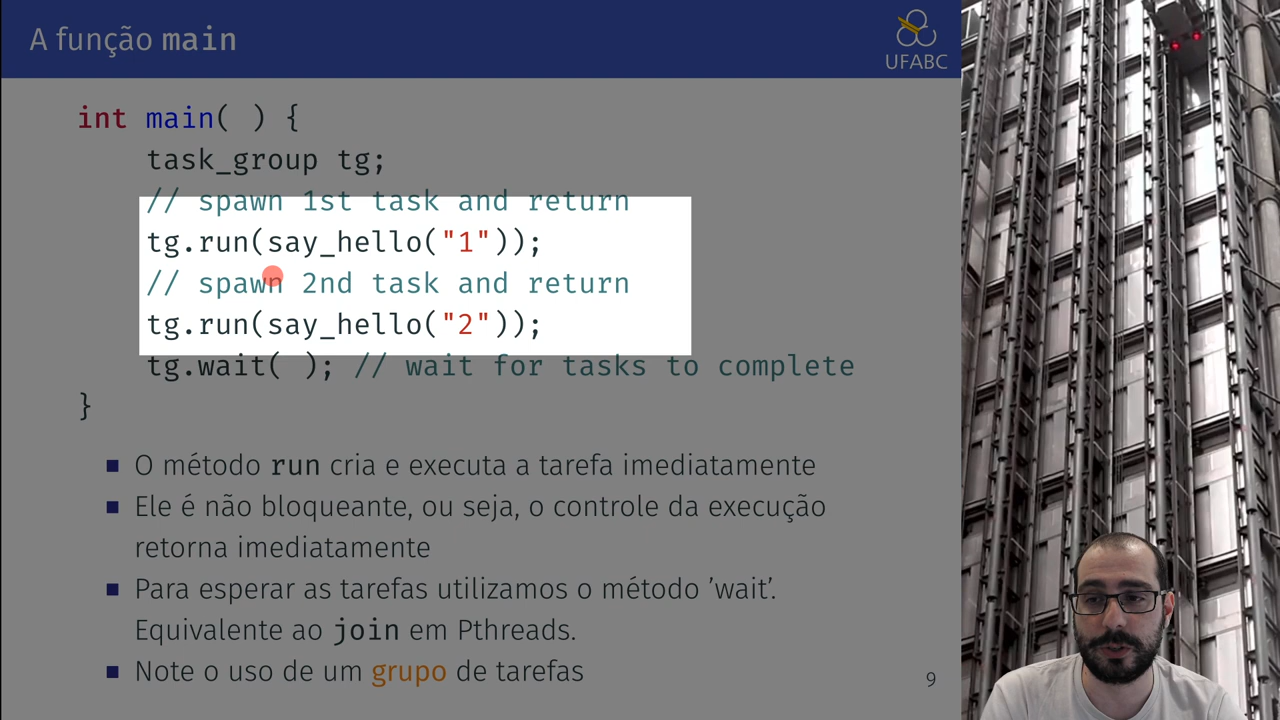 A função main
UFABC
int main( ) {
task_group tg;
// spawn 1st task and return
tg.run(say_hello("1"));
// spawn 2nd task and return
tg.run(say_hello("2"));
tg.wait( ); // wait for tasks to complete
}
■ O método run cria e executa a tarefa imediatamente
■ Ele é não bloqueante, ou seja, o controle da execução
retorna imediatamente
■ Para esperar as tarefas utilizamos o método ’wait’.
Equivalente ao join em Pthreads.
■ Note o uso de um grupo de tarefas
9